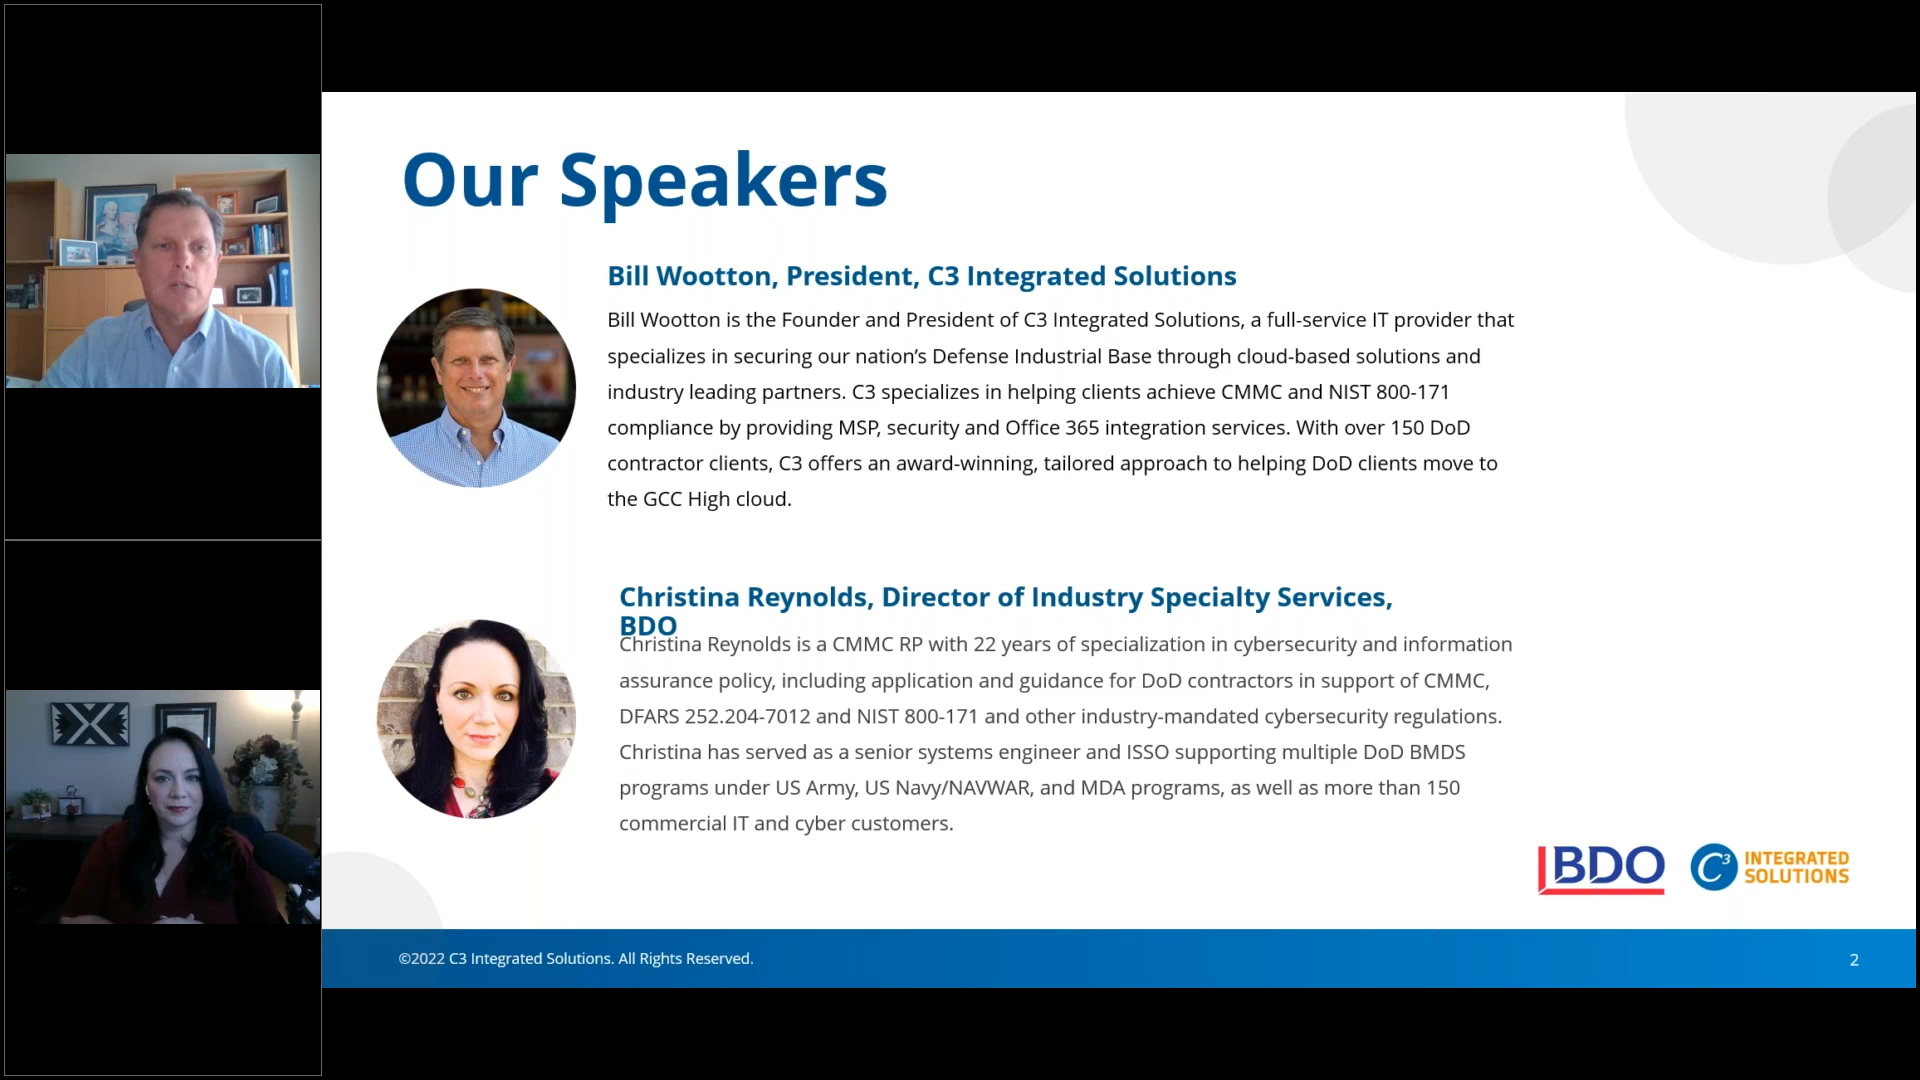 Our Speakers
Bill Wootton, President, C3 Integrated Solutions
Bill Wootton is the Founder and President of C3 Integrated Solutions, a full-service IT provider that
specializes in securing our nation’s Defense Industrial Base through cloud-based solutions and
industry leading partners. C3 specializes in helping clients achieve CMMC and NIST 800-171
compliance by providing MSP, security and Office 365 integration services. With over 150 DoD
contractor clients, C3 offers an award-winning, tailored approach to helping DoD clients move to
the GCC High cloud.
Christina Reynolds, Director of Industry Specialty Services,
BDO
Christina Reynolds is a CMMC RP with 22 years of specialization in cybersecurity and information
assurance policy, including application and guidance for DoD contractors in support of CMMC,
DFARS 252.204-7012 and NIST 800-171 and other industry-mandated cybersecurity regulations.
Christina has served as a senior systems engineer and ISSO supporting multiple DoD BMDS
programs under US Army, US Navy/NAVWAR, and MDA programs, as well as more than 150
commercial IT and cyber customers.
BDO
C3 INTEGRATED
SOLUTIONS
©2022 C3 Integrated Solutions. All Rights Reserved.
2